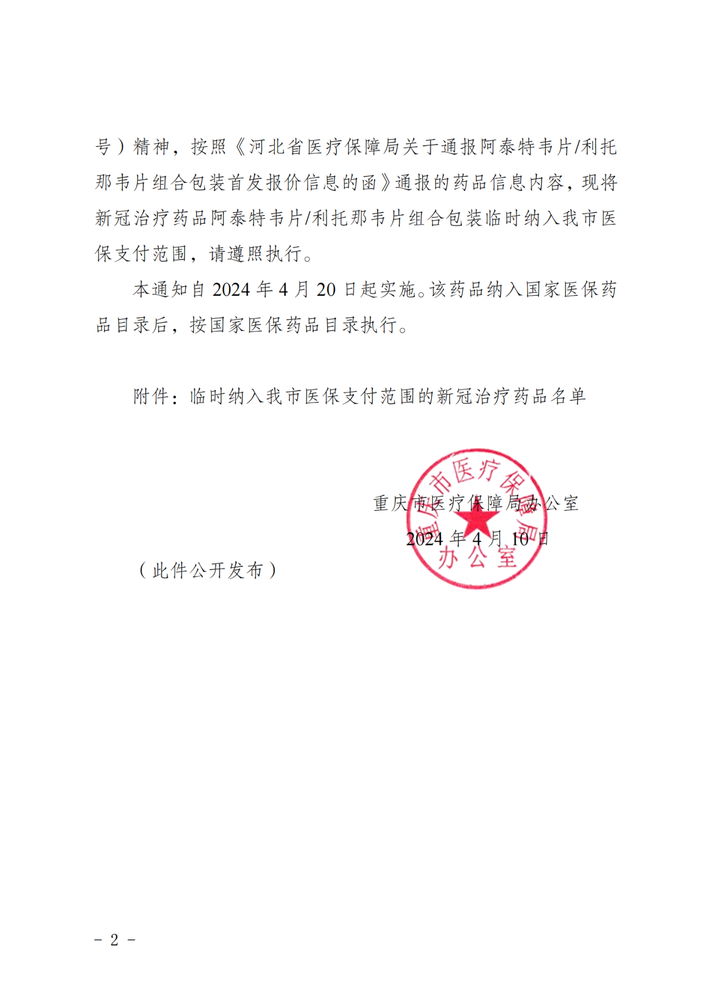 号）精神，按照《河北省医疗保障局关于通报阿泰特韦片/利托
那韦片组合包装首发报价信息的函》通报的药品信息内容，现将
新冠治疗药品阿泰特韦片/利托那韦片组合包装临时纳入我市医
保支付范围，请遵照执行。
本通知自 2024 年 4 月 20 日起实施。该药品纳入国家医保药
品目录后，按国家医保药品目录执行。
附件：临时纳入我市医保支付范围的新冠治疗药品名单
重庆市医疗保障局
重庆市医疗保障局办公室
2024 年 4 月 10 日
办公室
（此件公开发布）
- 2 -